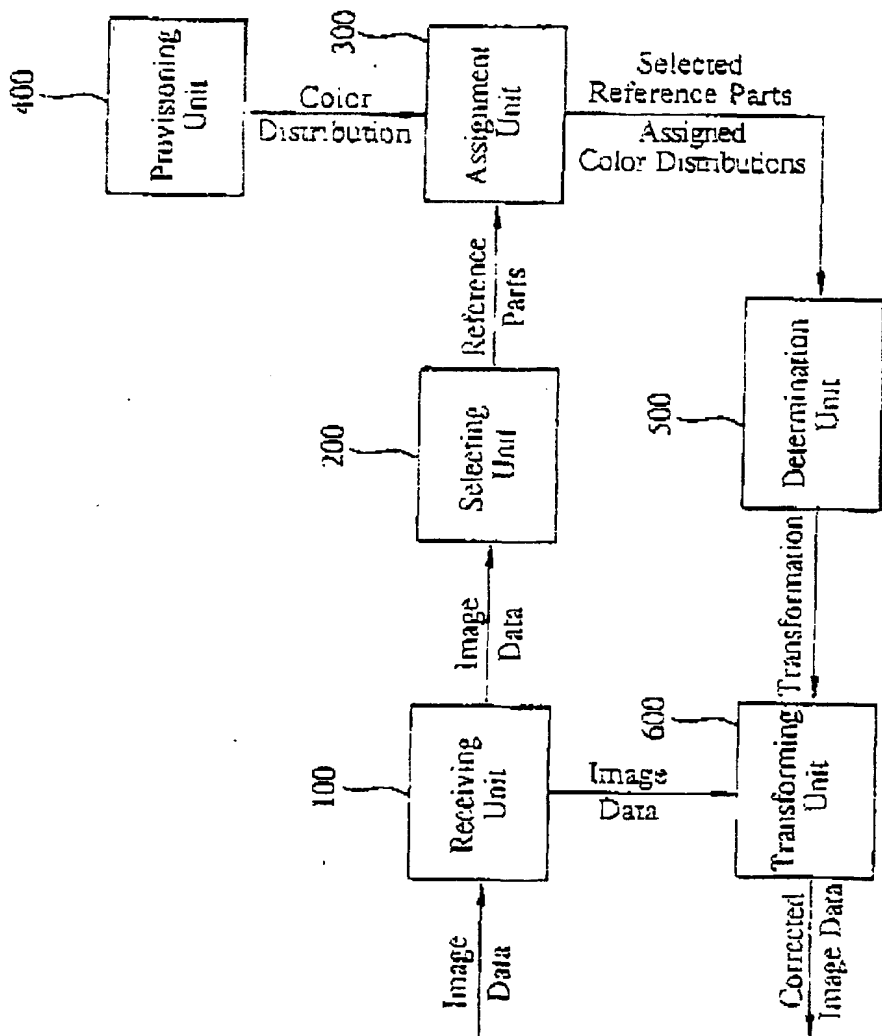 400
Provisioning
Unit
Color
Distribution
300
Assignment
Unit
Selected
Reference Parts
Assigned
Color Distributions
Reference
Parts
200
Selecting
Unit
Image
Data
100
Receiving
Unit
Image
Data
Image
Data
500
Determination
Unit
Transformation
600
Transforming
Unit
Corrected
Image Data